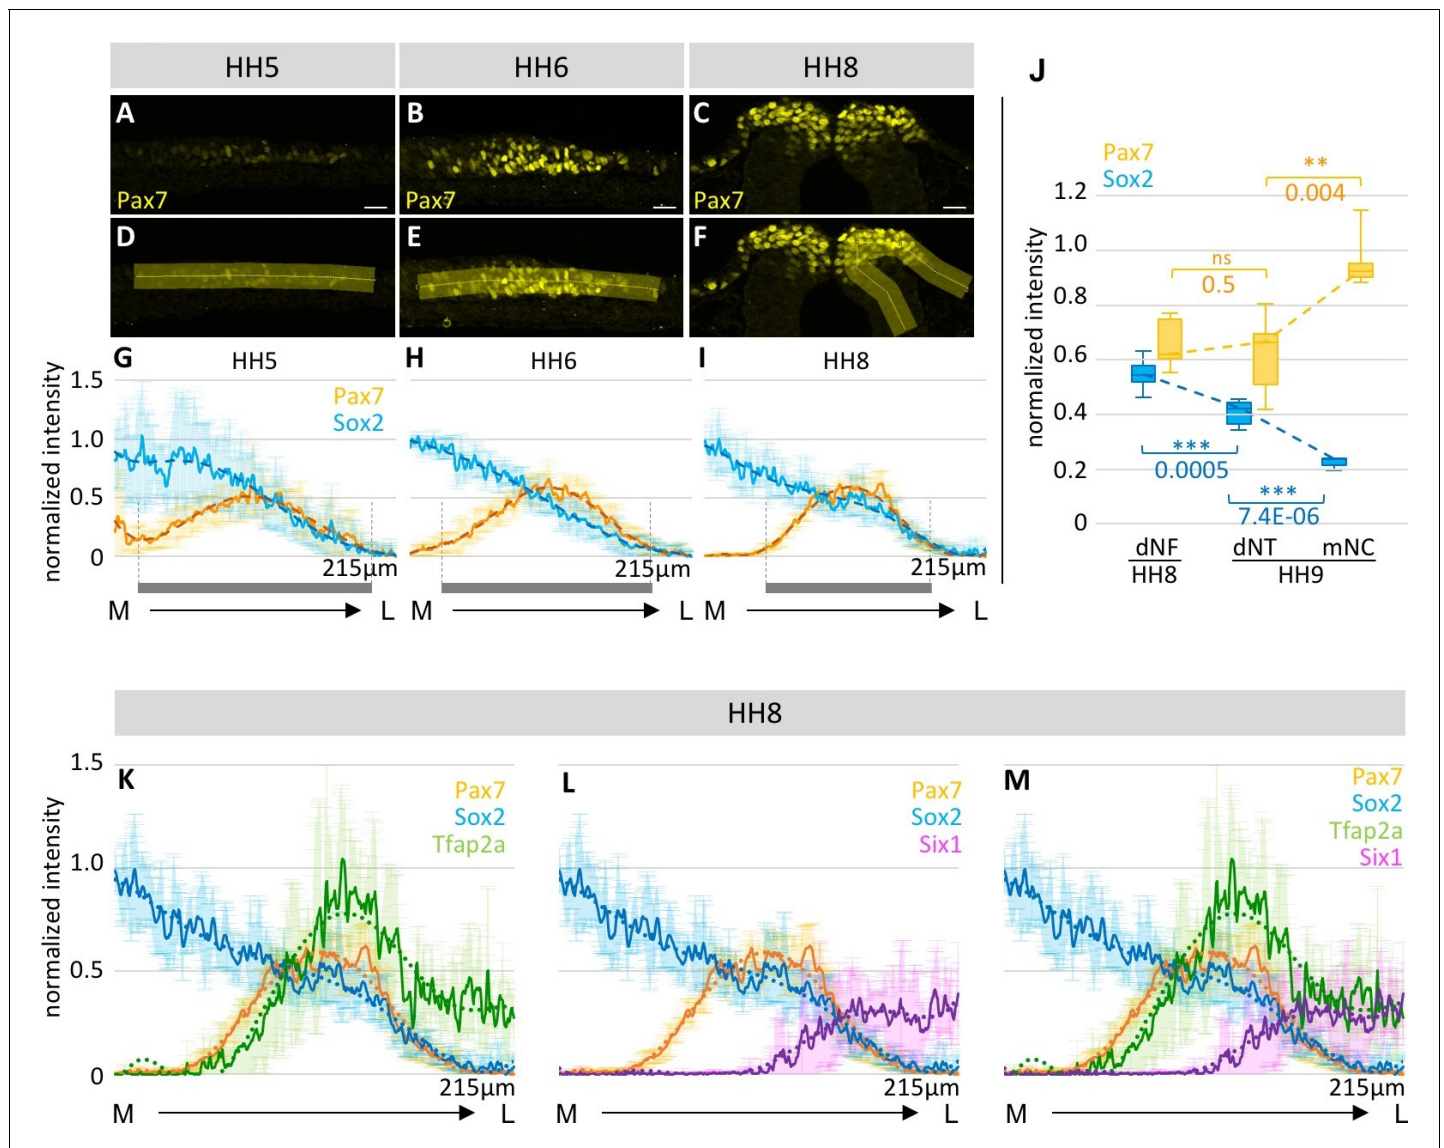 HH5
HH6
HH8
A
Pax7
B
Pax7
C
Pax7
D
E
F
G
HH5
H
HH6
I
HH8
normalized intensity
1.5
1.0
0.5
0
Pax7
Sox2
215µm
215µm
215µm
M
L
M
L
M
L
J
Pax7
Sox2
normalized intensity
1.2
1.0
0.8
0.6
0.4
0.2
0
**
0.004
ns
0.5
***
0.0005
***
7.4E-06
dNF
dNT
mNC
HH8
HH9
HH8
normalized intensity
1.5
1.0
0.5
0
K
Pax7
Sox2
Tfap2a
215µm
M
L
L
Pax7
Sox2
Six1
215µm
M
L
M
Pax7
Sox2
Tfap2a
Six1
215µm
M
L